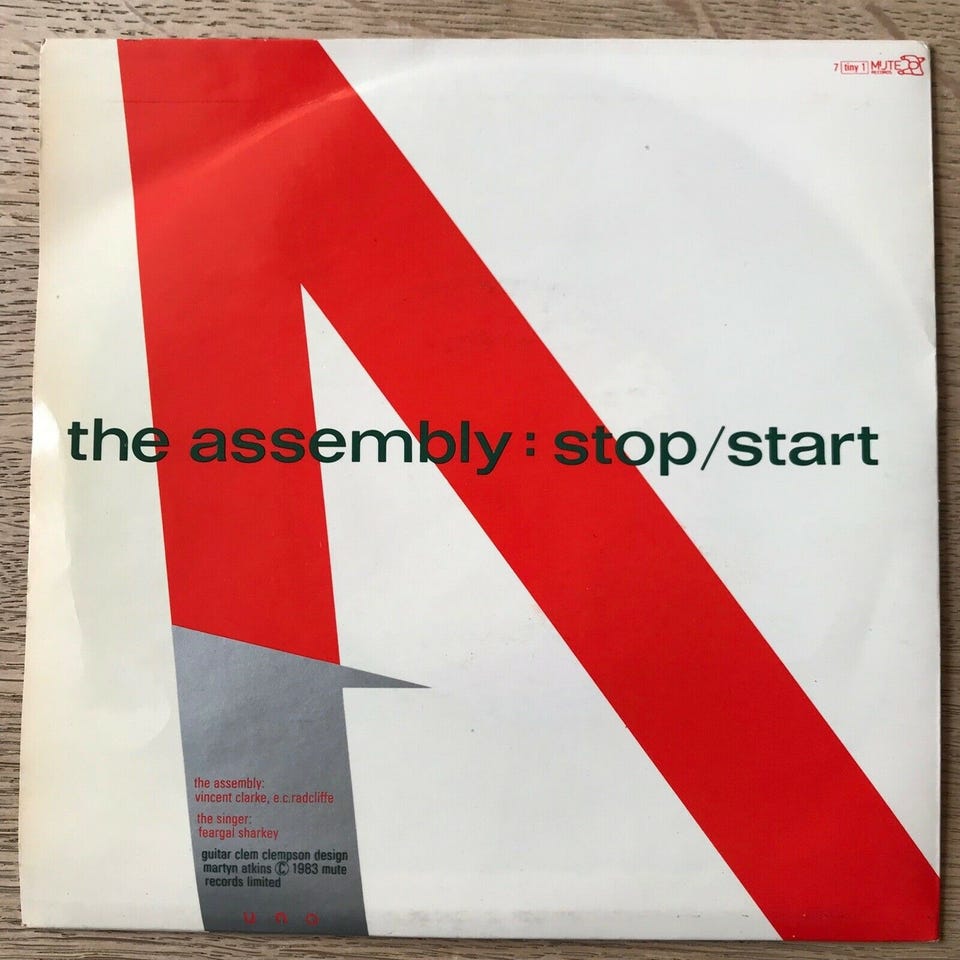 7 tiny 1 MUTE
RECORDS
the assembly : stop/start
the assembly:
vincent clarke, e.c.radcliffe
the singer:
feargal sharkey
guitar clem clempson design
martyn atkins © 1983 mute
records limited